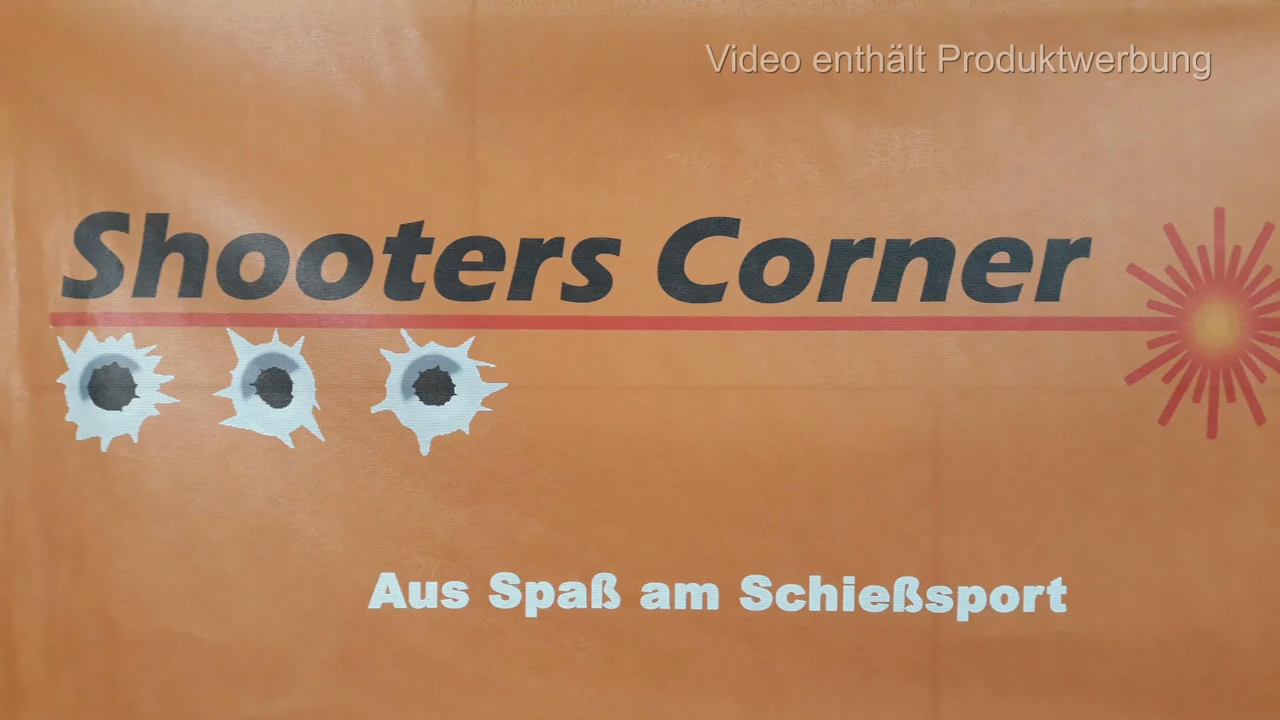 Video enthält Produktwerbung
Shooters Corner
Aus Spaß am Schießsport